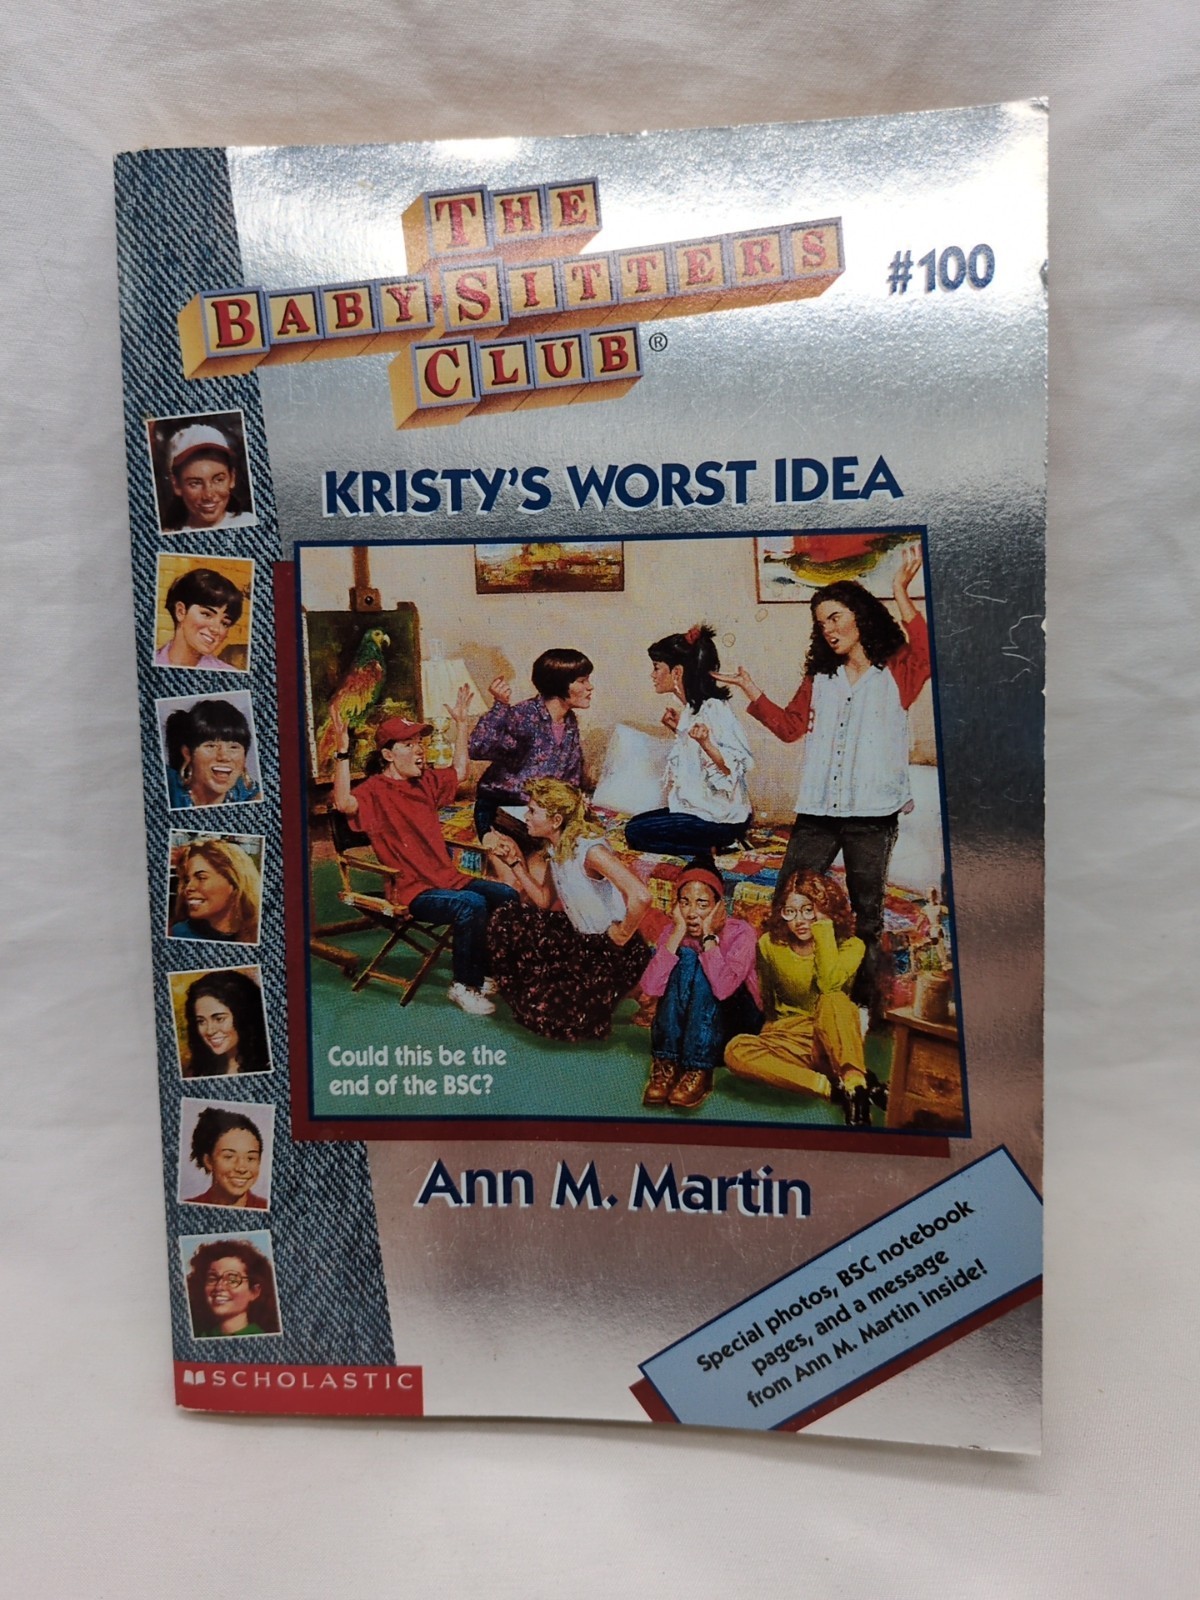 THE
BABY-SITTERS
CLUB®
#100
KRISTY'S WORST IDEA
Could this be the
end of the BSC?
Ann M. Martin
Special photos, BSC notebook
pages, and a message
from Ann M. Martin inside!
SCHOLASTIC